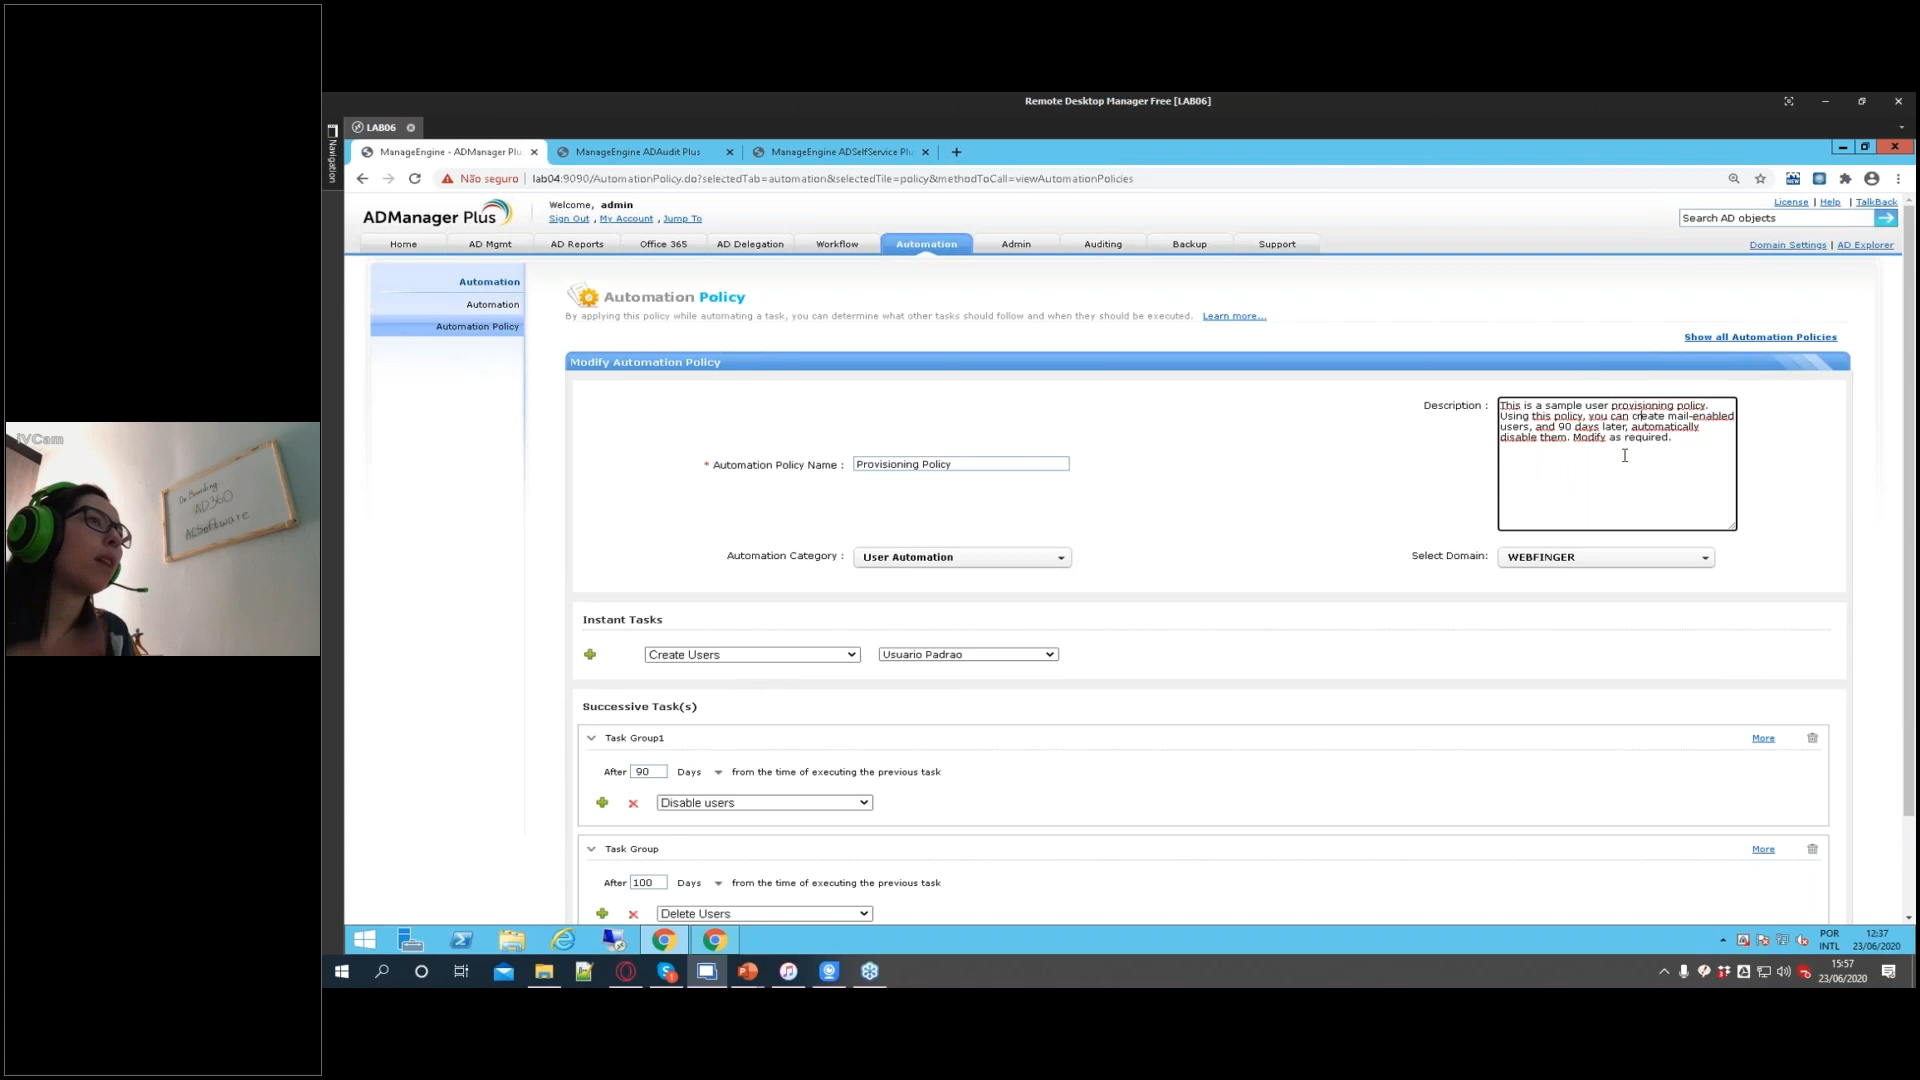 Remote Desktop Manager Free [LAB06]
LAB06
Navigation
ManageEngine - ADManager Plu
ManageEngine ADAudit Plus
ManageEngine ADSelfService Plu
Não seguro
lab04:9090/AutomationPolicy.do?selectedTab=automation&selectedTile=policy&methodToCall=viewAutomationPolicies
ADManager Plus
Welcome, admin
Sign Out , My Account , Jump To
License | Help | TalkBack
Search AD objects
Home AD Mgmt AD Reports Office 365 AD Delegation Workflow Automation Admin Auditing Backup Support
Domain Settings | AD Explorer
Automation
Automation
Automation Policy
Automation Policy
By applying this policy while automating a task, you can determine what other tasks should follow and when they should be executed. Learn more...
Show all Automation Policies
Modify Automation Policy
* Automation Policy Name : Provisioning Policy
Description :
This is a sample user provisioning policy.
Using this policy, you can create mail-enabled
users, and 90 days later, automatically
disable them. Modify as required.
Automation Category : User Automation
Select Domain: WEBFINGER
Instant Tasks
Create Users Usuario Padrao
Successive Task(s)
Task Group1 More
After 90 Days from the time of executing the previous task
Disable users
Task Group More
After 100 Days from the time of executing the previous task
Delete Users
POR
INTL
12:37
23/06/2020
15:57
23/06/2020
iVCam
On Boarding
AD360
ACSoftware